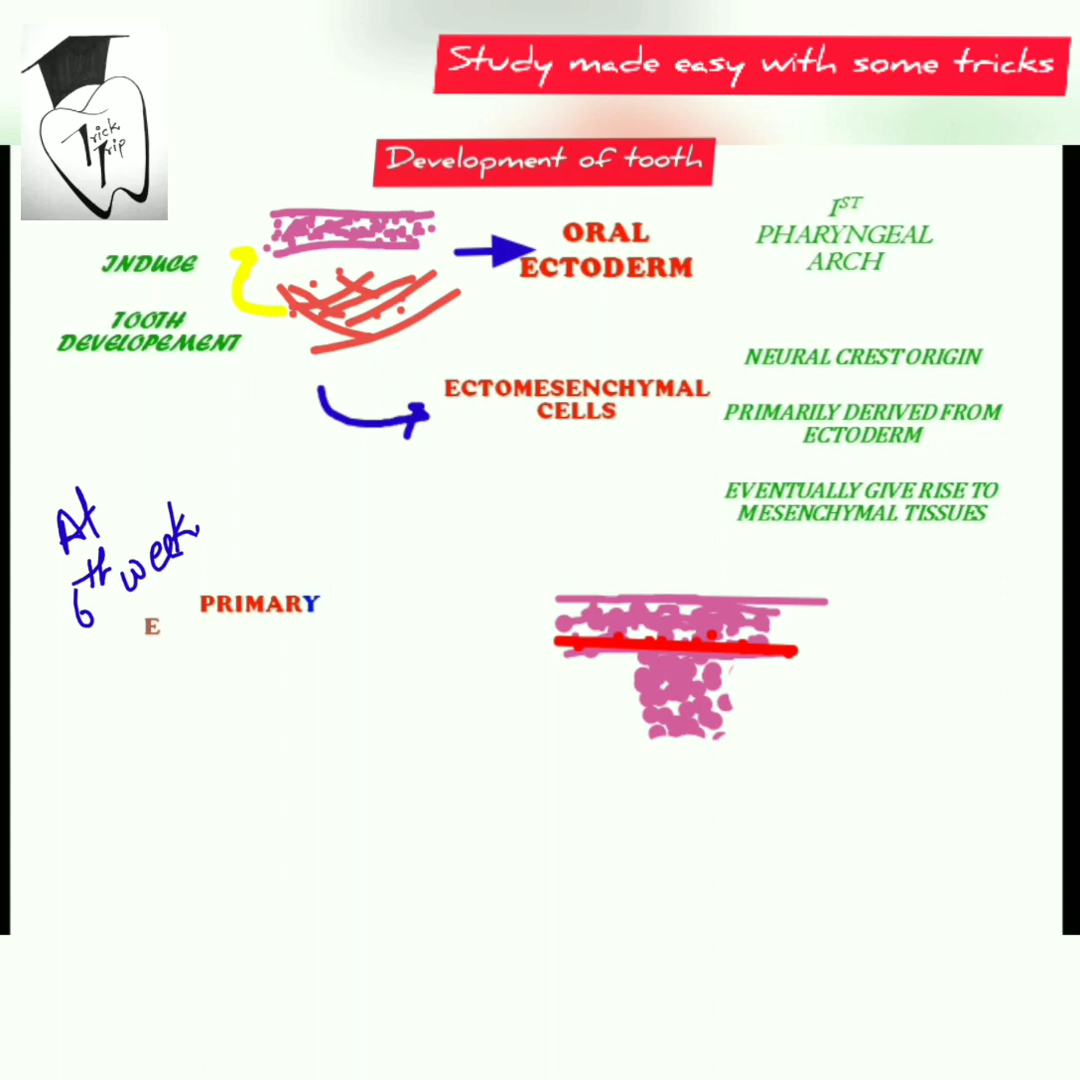 Study made easy with some tricks
Trick
Trip
Development of tooth
INDUCE
TOOTH
DEVELOPEMENT
ORAL
ECTODERM
1ST
PHARYNGEAL
ARCH
ECTOMESENCHYMAL
CELLS
NEURAL CREST ORIGIN
PRIMARILY DERIVED FROM
ECTODERM
EVENTUALLY GIVE RISE TO
MESENCHYMAL TISSUES
At
6th week
PRIMARY
E